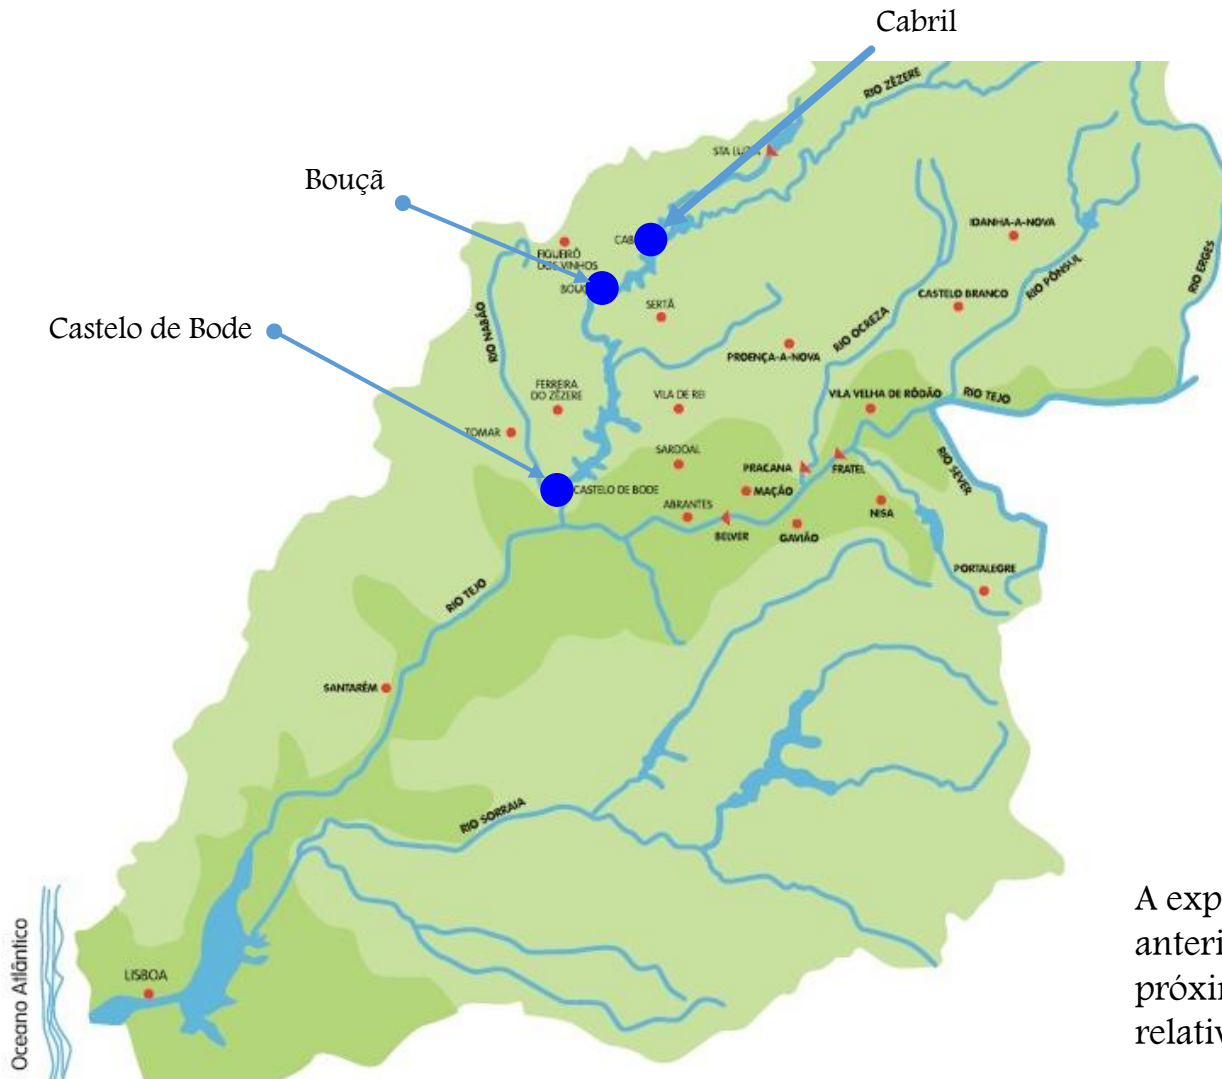 Cabril
RIO ZÊZERE
STA LUZIA
Bouçã
IDANHA-A-NOVA
FIGUEIRÓ
DOS VINHOS
RIO ERGES
RIO PÔNSUL
CASTELO BRANCO
SERTÃ
Castelo de Bode
RIO NABÃO
RIO OCREZA
PROENÇA-A-NOVA
FERREIRA
DO ZÊZERE
VILA DE REI
VILA VELHA DE RÓDÃO
RIO TEJO
TOMAR
SARDOAL
PRACANA
FRATEL
RIO SEVER
CASTELO DE BODE
MAÇÃO
ABRANTES
NISA
BELVER
GAVIÃO
PORTALEGRE
RIO TEJO
SANTARÉM
RIO SORRAIA
A exp
anteri
próxin
relativ
Oceano Atlântico
LISBOA